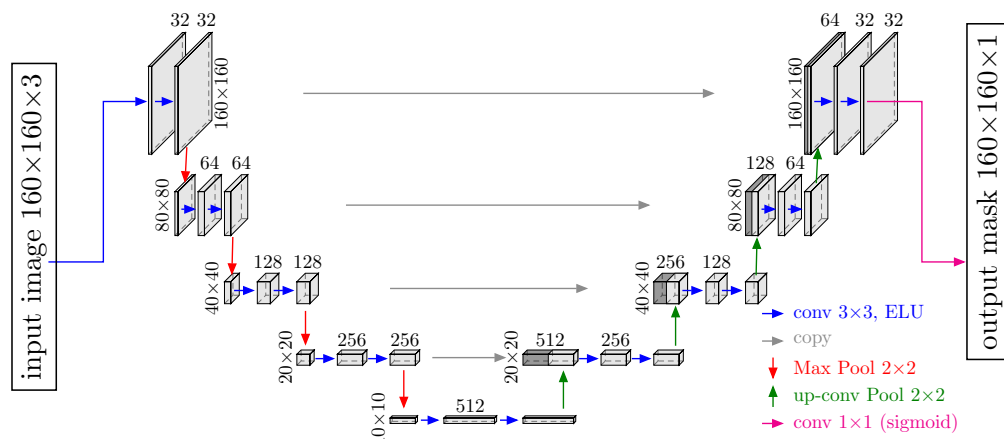 input image 160×160×3
32 32
160×160
64 64
80×80
128 128
40×40
256 256
20×20
512
10×10
512 256
20×20
256 128
40×40
128 64
80×80
64 32 32
160×160
output mask 160×160×1
conv 3×3, ELU
copy
Max Pool 2×2
up-conv Pool 2×2
conv 1×1 (sigmoid)